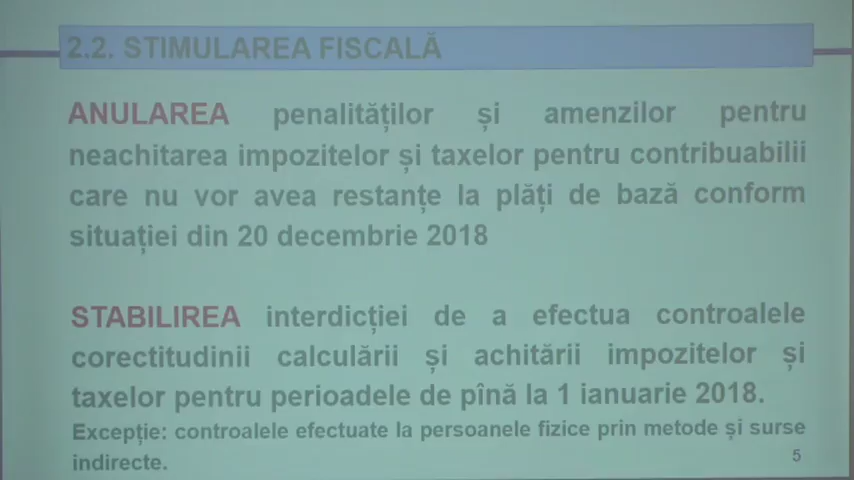 2.2. STIMULAREA FISCALĂ
ANULAREA penalităților și amenzilor pentru
neachitarea impozitelor și taxelor pentru contribuabilii
care nu vor avea restanțe la plăți de bază conform
situației din 20 decembrie 2018
STABILIREA interdicției de a efectua controalele
corectitudinii calculării și achitării impozitelor și
taxelor pentru perioadele de pînă la 1 ianuarie 2018.
Excepție: controalele efectuate la persoanele fizice prin metode și surse
indirecte.
5